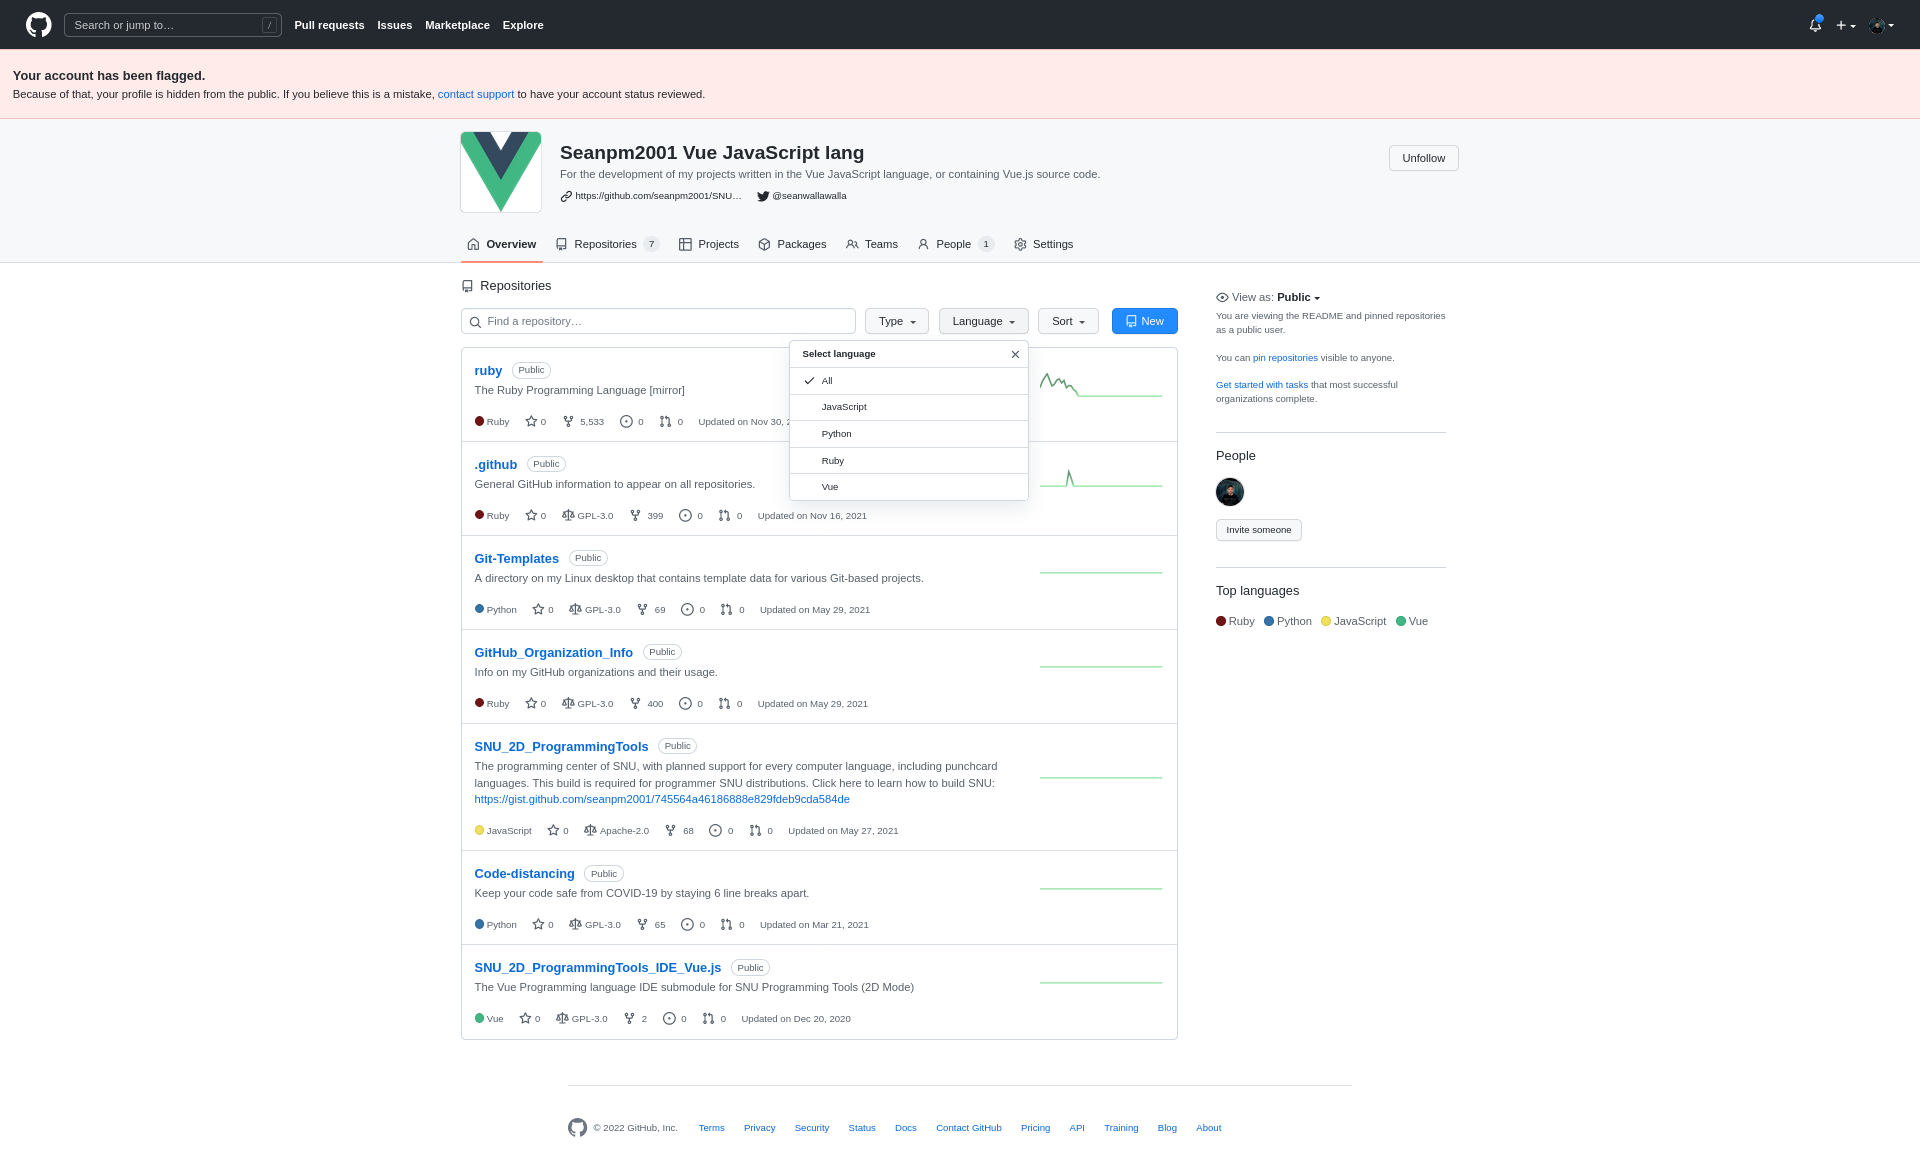 Search or jump to… /
Pull requests Issues Marketplace Explore
Your account has been flagged.
Because of that, your profile is hidden from the public. If you believe this is a mistake, contact support to have your account status reviewed.
Seanpm2001 Vue JavaScript lang
For the development of my projects written in the Vue JavaScript language, or containing Vue.js source code.
https://github.com/seanpm2001/SNU… @seanwallawalla
Unfollow
Overview Repositories 7 Projects Packages Teams People 1 Settings
Repositories
Find a repository… Type Language Sort New
Select language
All
JavaScript
Python
Ruby
Vue
ruby Public
The Ruby Programming Language [mirror]
Ruby 0 5,533 0 0 Updated on Nov 30, 2
.github Public
General GitHub information to appear on all repositories.
Ruby 0 GPL-3.0 399 0 0 Updated on Nov 16, 2021
Git-Templates Public
A directory on my Linux desktop that contains template data for various Git-based projects.
Python 0 GPL-3.0 69 0 0 Updated on May 29, 2021
GitHub_Organization_Info Public
Info on my GitHub organizations and their usage.
Ruby 0 GPL-3.0 400 0 0 Updated on May 29, 2021
SNU_2D_ProgrammingTools Public
The programming center of SNU, with planned support for every computer language, including punchcard
languages. This build is required for programmer SNU distributions. Click here to learn how to build SNU:
https://gist.github.com/seanpm2001/745564a46186888e829fdeb9cda584de
JavaScript 0 Apache-2.0 68 0 0 Updated on May 27, 2021
Code-distancing Public
Keep your code safe from COVID-19 by staying 6 line breaks apart.
Python 0 GPL-3.0 65 0 0 Updated on Mar 21, 2021
SNU_2D_ProgrammingTools_IDE_Vue.js Public
The Vue Programming language IDE submodule for SNU Programming Tools (2D Mode)
Vue 0 GPL-3.0 2 0 0 Updated on Dec 20, 2020
View as: Public
You are viewing the README and pinned repositories
as a public user.
You can pin repositories visible to anyone.
Get started with tasks that most successful
organizations complete.
People
Invite someone
Top languages
Ruby Python JavaScript Vue
© 2022 GitHub, Inc. Terms Privacy Security Status Docs Contact GitHub Pricing API Training Blog About